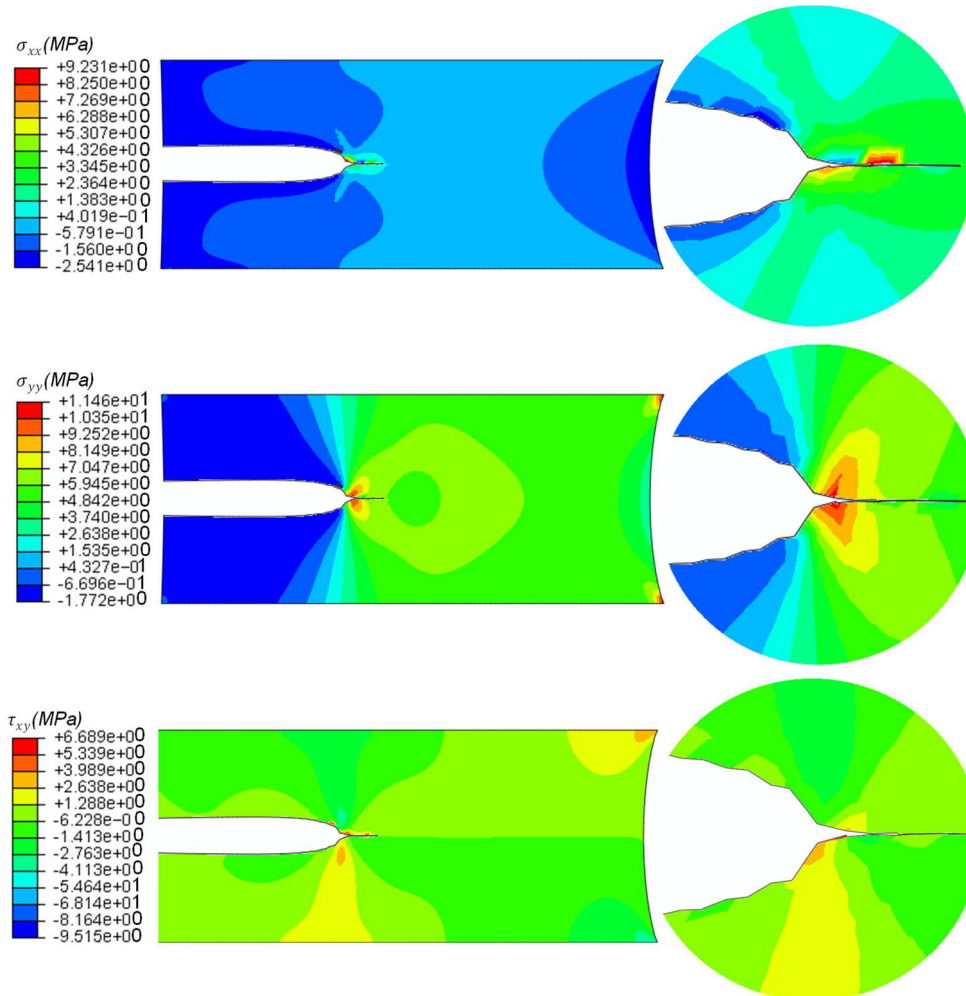 σxx(MPa)
+9.231e+00
+8.250e+00
+7.269e+00
+6.288e+00
+5.307e+00
+4.326e+00
+3.345e+00
+2.364e+00
+1.383e+00
+4.019e-01
-5.791e-01
-1.560e+00
-2.541e+00
σyy(MPa)
+1.146e+01
+1.035e+01
+9.252e+00
+8.149e+00
+7.047e+00
+5.945e+00
+4.842e+00
+3.740e+00
+2.638e+00
+1.535e+00
+4.327e-01
-6.696e-01
-1.772e+00
τxy(MPa)
+6.689e+00
+5.339e+00
+3.989e+00
+2.638e+00
+1.288e+00
-6.228e-01
-1.413e+00
-2.763e+00
-4.113e+00
-5.464e+01
-6.814e+01
-8.164e+00
-9.515e+00